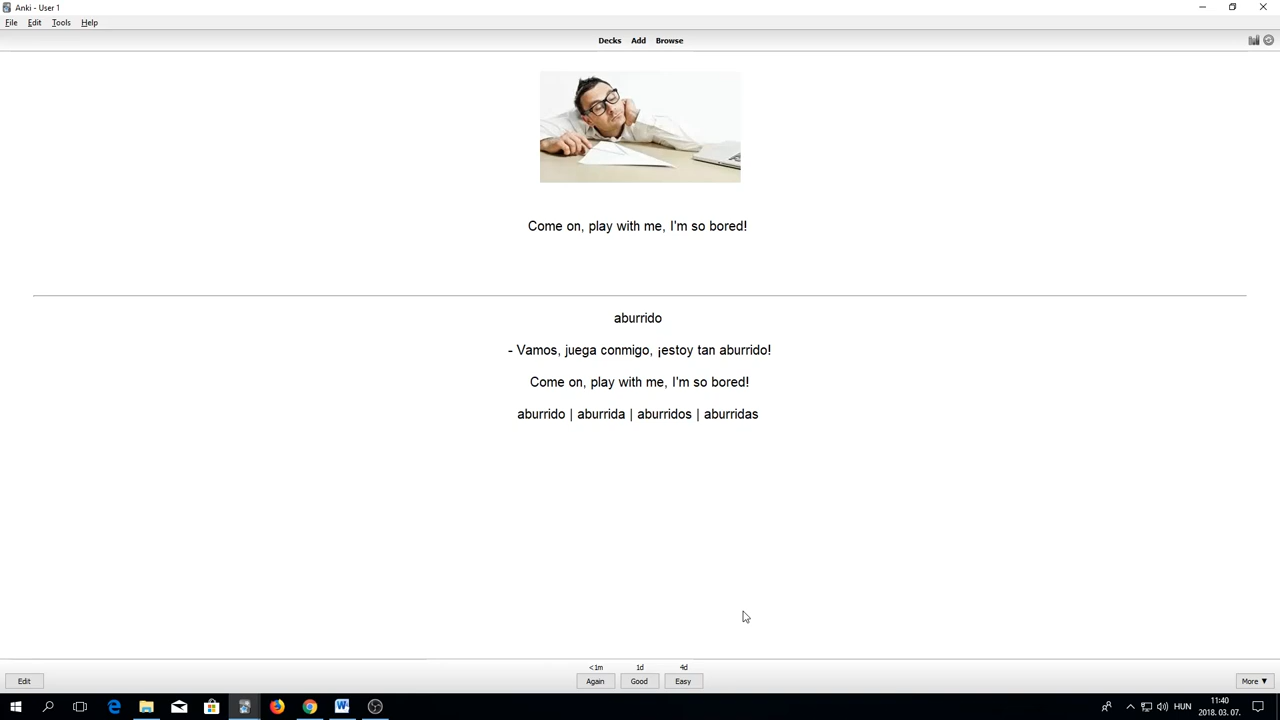 Anki - User 1
File Edit Tools Help
Decks Add Browse
Come on, play with me, I'm so bored!
aburrido
- Vamos, juega conmigo, ¡estoy tan aburrido!
Come on, play with me, I'm so bored!
aburrido | aburrida | aburridos | aburridas
<1m 1d 4d
Edit Again Good Easy More ▼
HUN
11:40
2018. 03. 07.